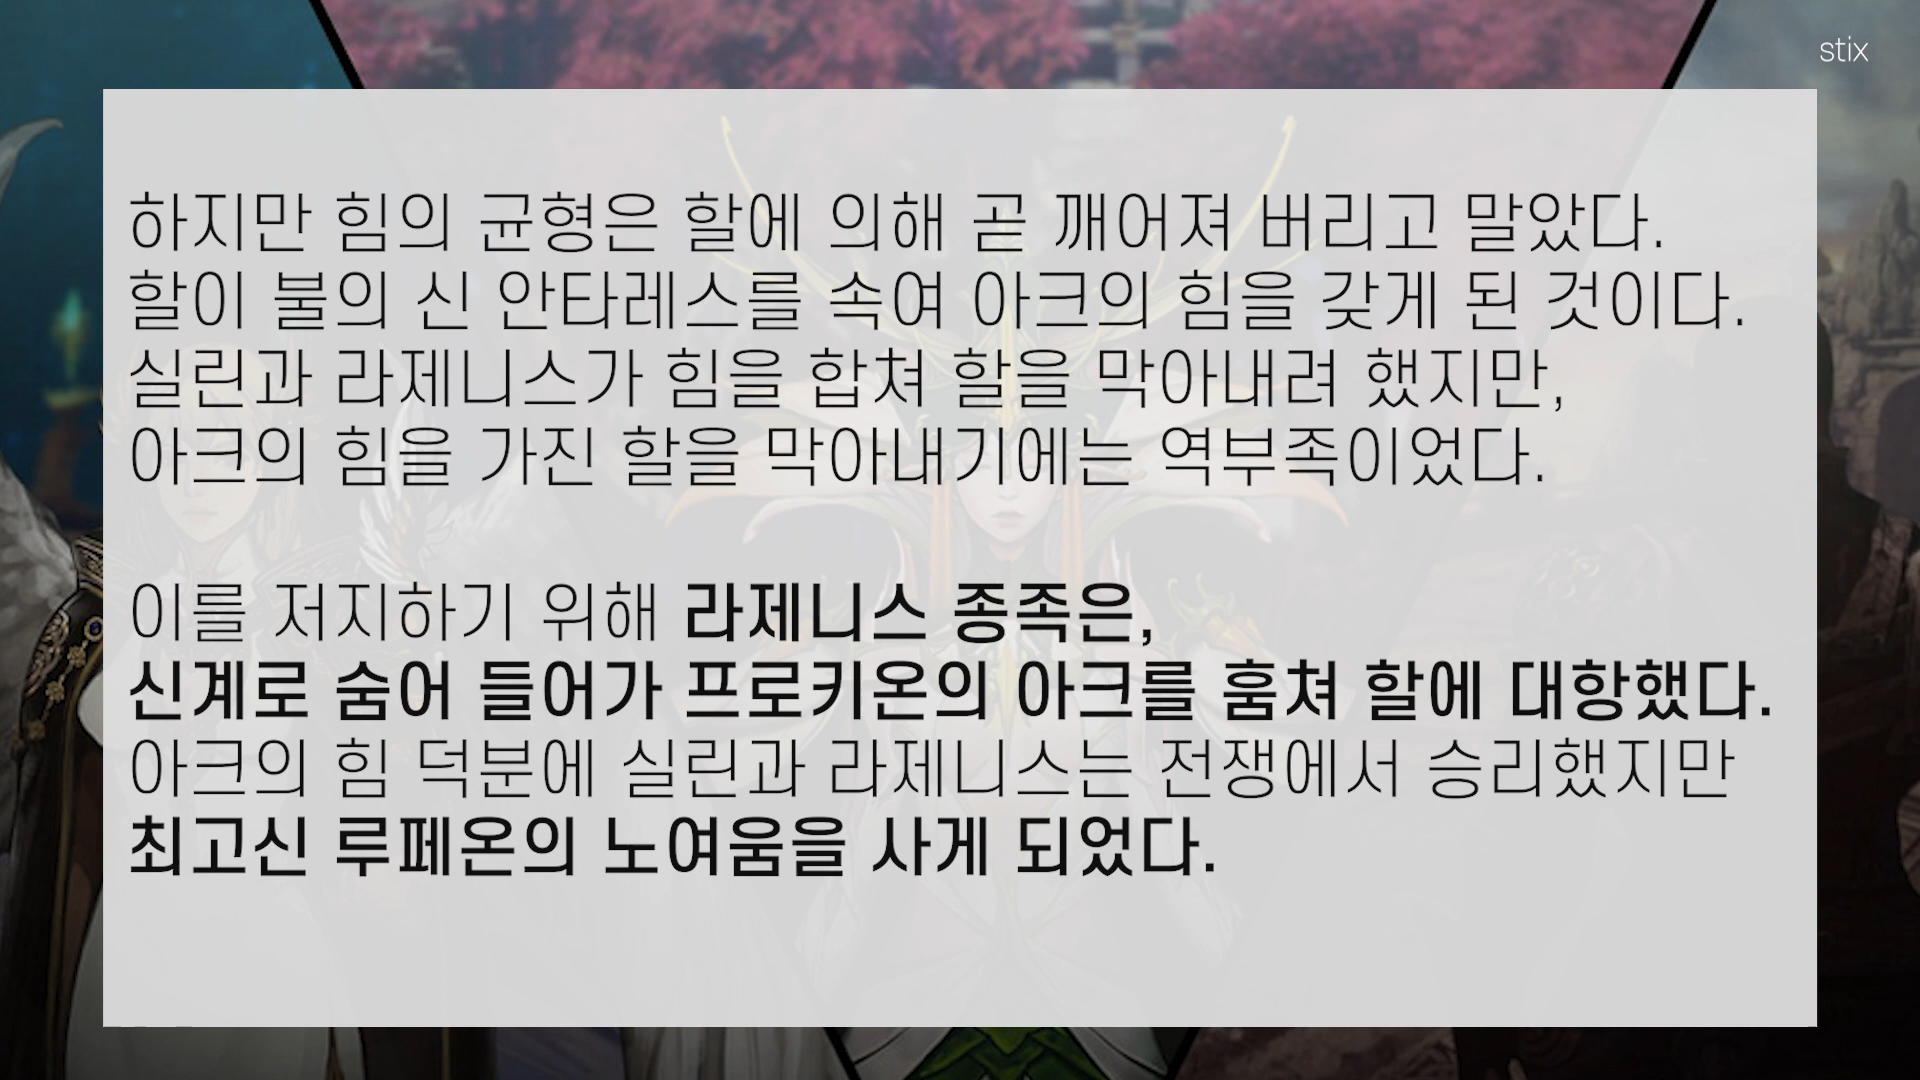 stix
하지만 힘의 균형은 할에 의해 곧 깨어져 버리고 말았다.
할이 불의 신 안타레스를 속여 아크의 힘을 갖게 된 것이다.
실린과 라제니스가 힘을 합쳐 할을 막아내려 했지만,
아크의 힘을 가진 할을 막아내기에는 역부족이었다.
이를 저지하기 위해 라제니스 종족은,
신계로 숨어 들어가 프로키온의 아크를 훔쳐 할에 대항했다.
아크의 힘 덕분에 실린과 라제니스는 전쟁에서 승리했지만
최고신 루페온의 노여움을 사게 되었다.